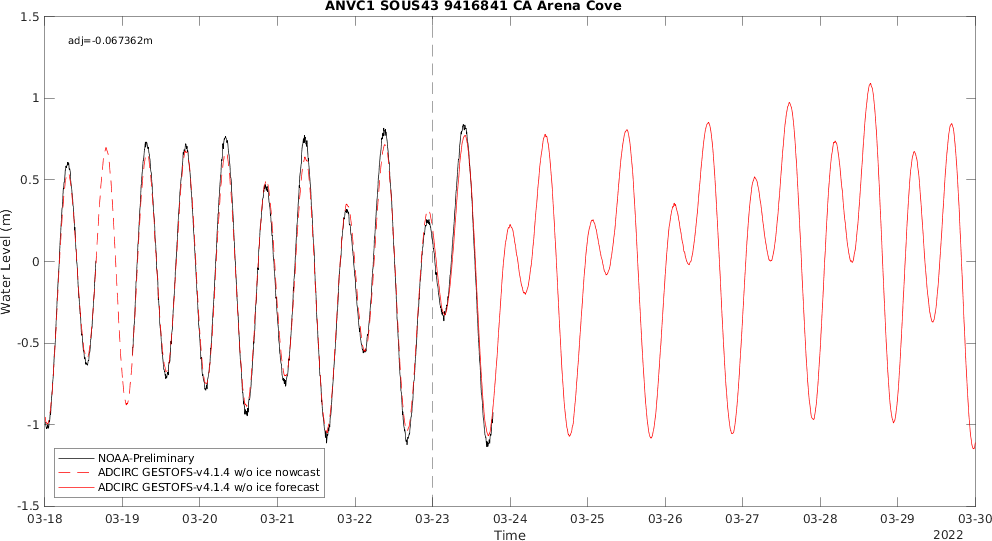 ANVC1 SOUS43 9416841 CA Arena Cove
adj=-0.067362m
1.5
1
0.5
0
-0.5
-1
-1.5
Water Level (m)
NOAA-Preliminary
ADCIRC GESTOFS-v4.1.4 w/o ice nowcast
ADCIRC GESTOFS-v4.1.4 w/o ice forecast
03-18 03-19 03-20 03-21 03-22 03-23 03-24 03-25 03-26 03-27 03-28 03-29 03-30
Time
2022